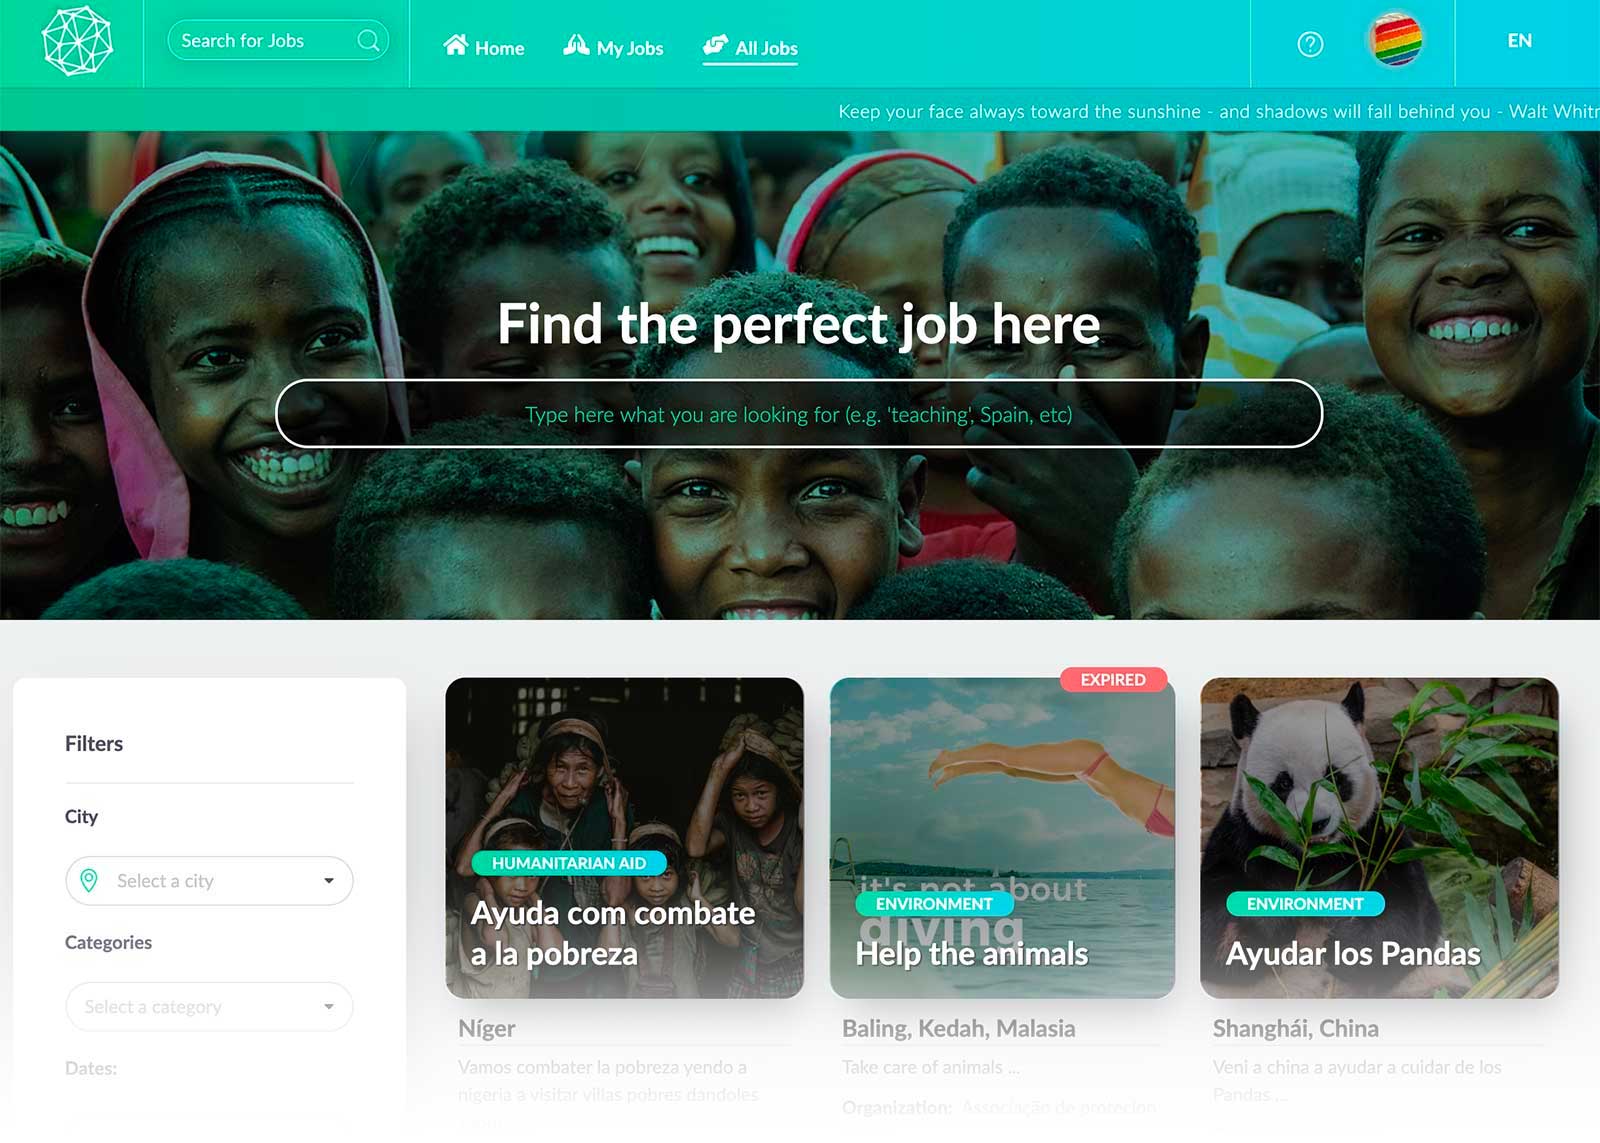 Search for Jobs
Home
My Jobs
All Jobs
EN
Keep your face always toward the sunshine - and shadows will fall behind you - Walt Whitr
Find the perfect job here
Type here what you are looking for (e.g. 'teaching', Spain, etc)
Filters
City
Select a city
Categories
Select a category
Dates:
HUMANITARIAN AID
Ayuda com combate
a la pobreza
Níger
Vamos combater la pobreza yendo a
nigeria a visitar villas pobres dandoles
EXPIRED
it's not about
diving
ENVIRONMENT
Help the animals
Baling, Kedah, Malasia
Take care of animals ...
Organization: Associação de protecion
ENVIRONMENT
Ayudar los Pandas
Shanghái, China
Veni a china a ayudar a cuidar de los
Pandas ...